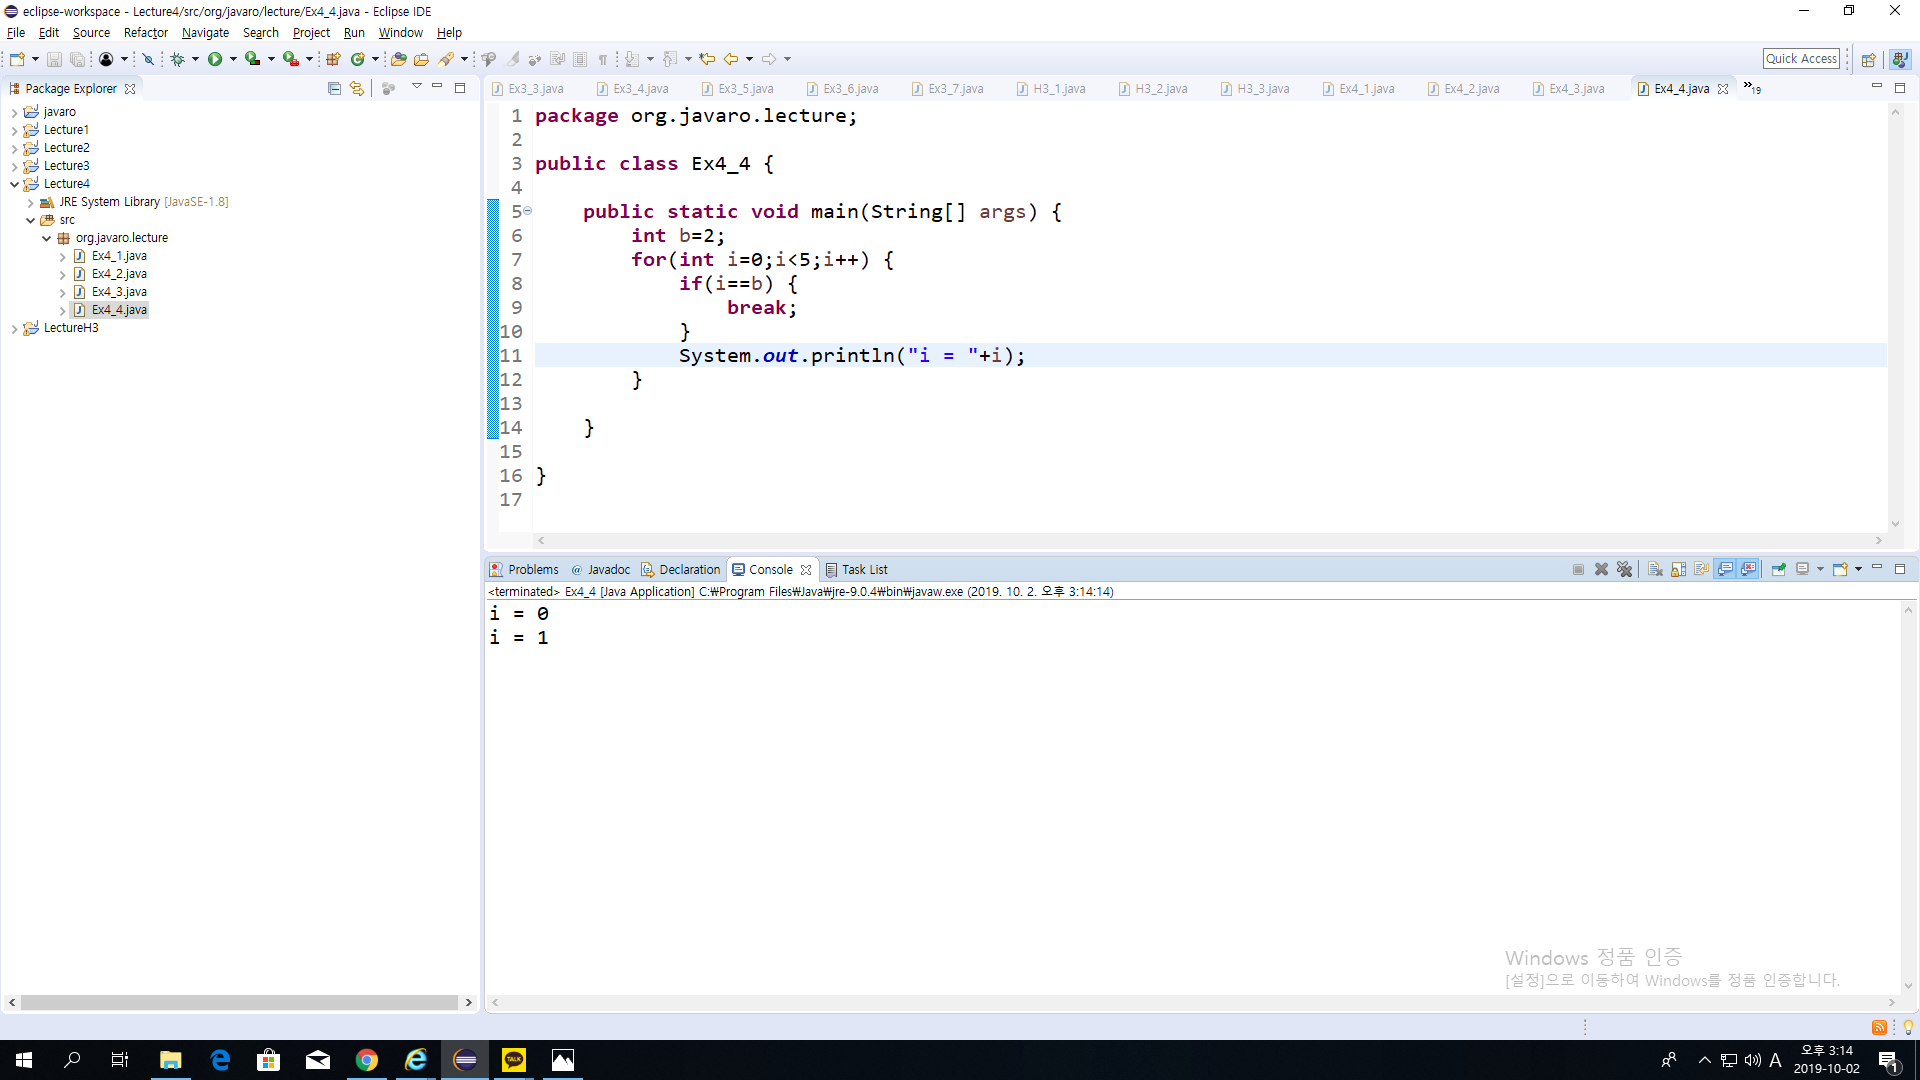 eclipse-workspace - Lecture4/src/org/javaro/lecture/Ex4_4.java - Eclipse IDE
File Edit Source Refactor Navigate Search Project Run Window Help
Quick Access
Package Explorer
javaro
Lecture1
Lecture2
Lecture3
Lecture4
JRE System Library [JavaSE-1.8]
src
org.javaro.lecture
Ex4_1.java
Ex4_2.java
Ex4_3.java
Ex4_4.java
LectureH3
Ex3_3.java Ex3_4.java Ex3_5.java Ex3_6.java Ex3_7.java H3_1.java H3_2.java H3_3.java Ex4_1.java Ex4_2.java Ex4_3.java Ex4_4.java »19
1 package org.javaro.lecture;
2
3 public class Ex4_4 {
4
5 public static void main(String[] args) {
6 int b=2;
7 for(int i=0;i<5;i++) {
8 if(i==b) {
9 break;
10 }
11 System.out.println("i = "+i);
12 }
13
14 }
15
16 }
17
Problems @ Javadoc Declaration Console Task List
<terminated> Ex4_4 [Java Application] C:₩Program Files₩Java₩jre-9.0.4₩bin₩javaw.exe (2019. 10. 2. 오후 3:14:14)
i = 0
i = 1
Windows 정품 인증
[설정]으로 이동하여 Windows를 정품 인증합니다.
TALK
A
오후 3:14
2019-10-02
1